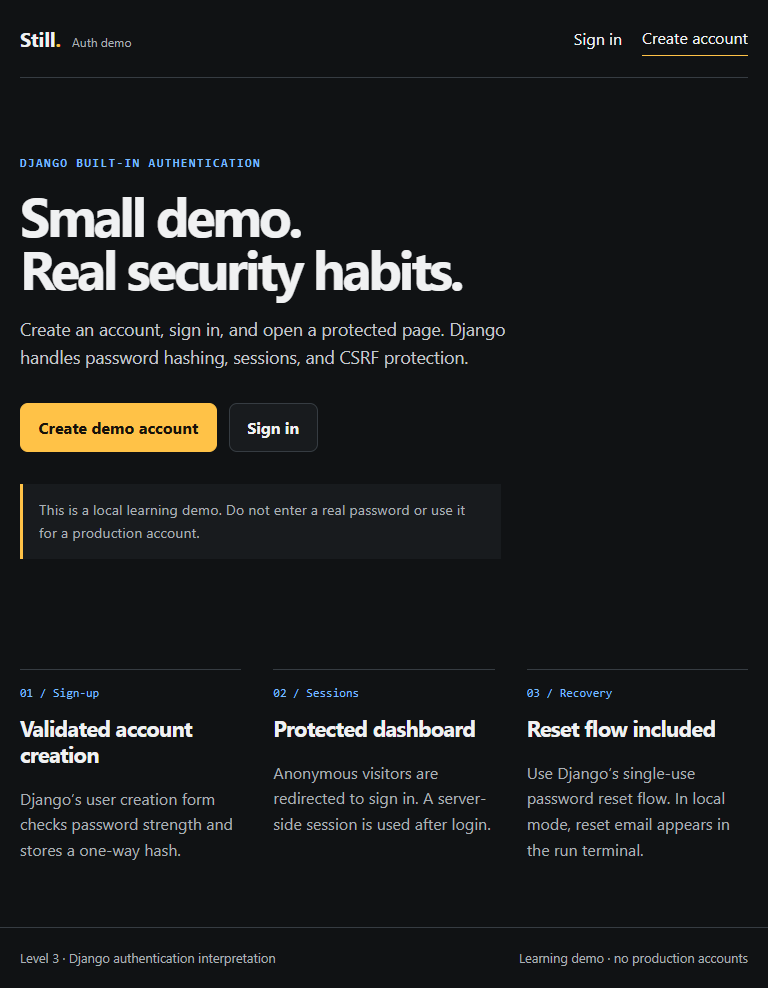 Still. Auth demo
Sign in
Create account
DJANGO BUILT-IN AUTHENTICATION
Small demo.
Real security habits.
Create an account, sign in, and open a protected page. Django
handles password hashing, sessions, and CSRF protection.
Create demo account
Sign in
This is a local learning demo. Do not enter a real password or use it
for a production account.
01 / Sign-up
Validated account
creation
Django's user creation form
checks password strength and
stores a one-way hash.
02 / Sessions
Protected dashboard
Anonymous visitors are
redirected to sign in. A server-
side session is used after login.
03 / Recovery
Reset flow included
Use Django's single-use
password reset flow. In local
mode, reset email appears in
the run terminal.
Level 3 · Django authentication interpretation
Learning demo · no production accounts